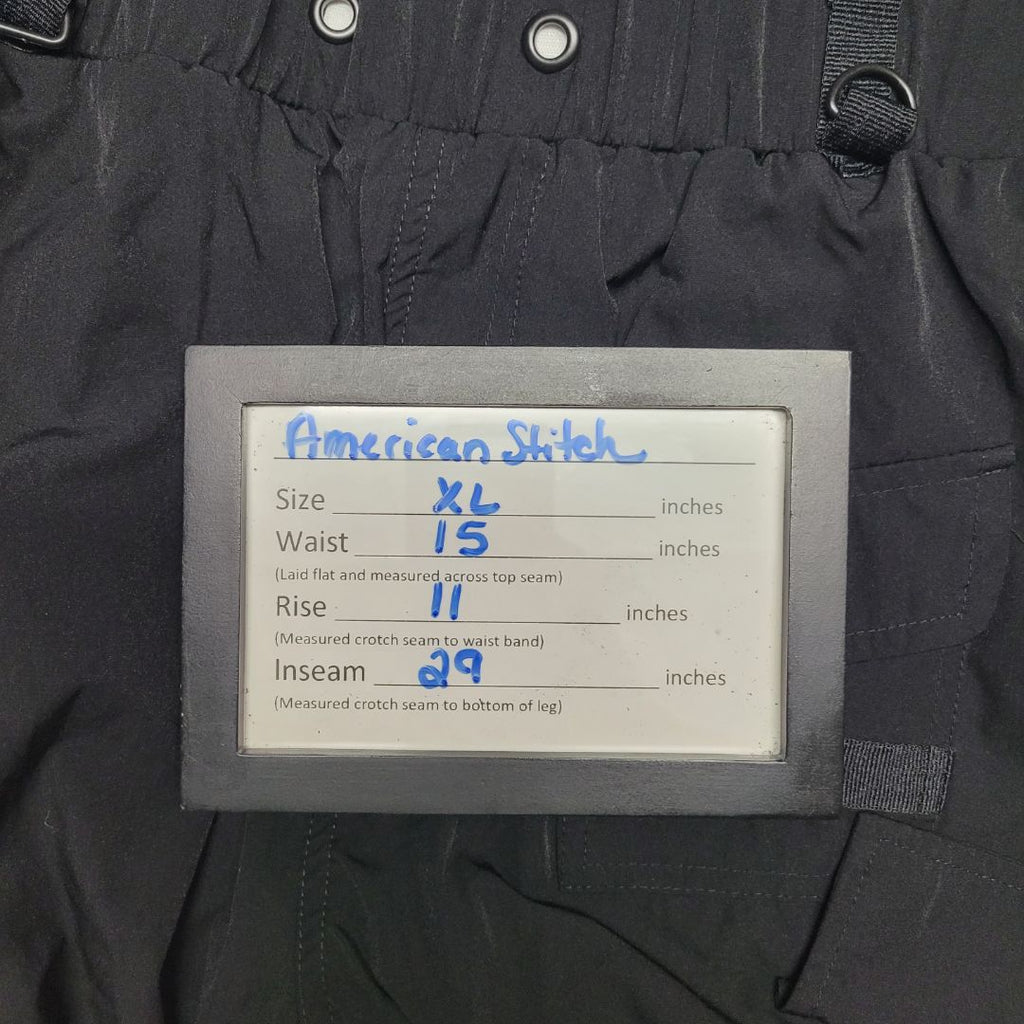 American Stitch
Size XL inches
Waist 15 inches
(Laid flat and measured across top seam)
Rise 11 inches
(Measured crotch seam to waist band)
Inseam 29 inches
(Measured crotch seam to bottom of leg)